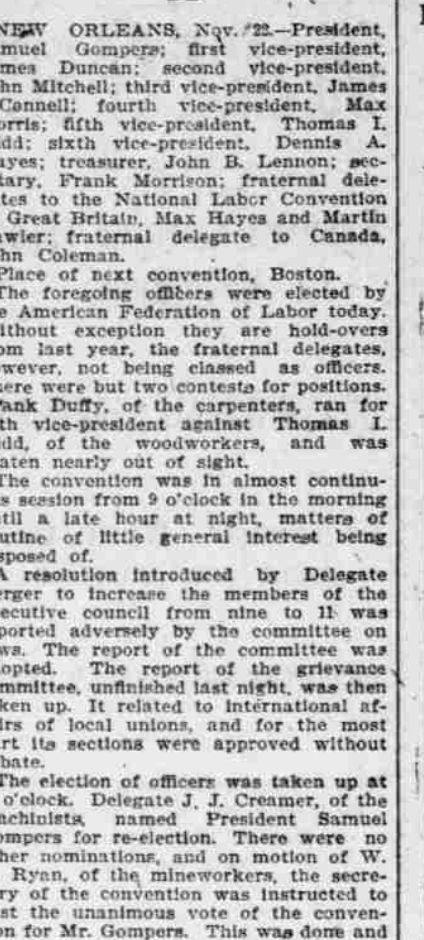 NEW ORLEANS, Nov. 22.—President,
muel Gompers; first vice-president,
mes Duncan; second vice-president,
hn Mitchell; third vice-president, James
Connell; fourth vice-president, Max
orris; fifth vice-president, Thomas I.
dd; sixth vice-president, Dennis A.
ayes; treasurer, John B. Lennon; sec-
tary, Frank Morrison; fraternal dele-
tes to the National Labor Convention
Great Britain, Max Hayes and Martin
wler; fraternal delegate to Canada,
hn Coleman.
Place of next convention, Boston.
The foregoing officers were elected by
e American Federation of Labor today.
ithout exception they are hold-overs
om last year, the fraternal delegates,
wever, not being classed as officers.
ere were but two contests for positions.
rank Duffy, of the carpenters, ran for
th vice-president against Thomas I.
dd, of the woodworkers, and was
aten nearly out of sight.
The convention was in almost continu-
s session from 9 o'clock in the morning
til a late hour at night, matters of
utine of little general interest being
sposed of.
A resolution introduced by Delegate
erger to increase the members of the
ecutive council from nine to 11 was
ported adversely by the committee on
ws. The report of the committee was
opted. The report of the grievance
mmittee, unfinished last night, was then
ken up. It related to international af-
irs of local unions, and for the most
rt its sections were approved without
bate.
The election of officers was taken up at
o'clock. Delegate J. J. Creamer, of the
achinists, named President Samuel
ompers for re-election. There were no
her nominations, and on motion of W.
Ryan, of the mineworkers, the secre-
ry of the convention was instructed to
st the unanimous vote of the conven-
on for Mr. Gompers. This was done and